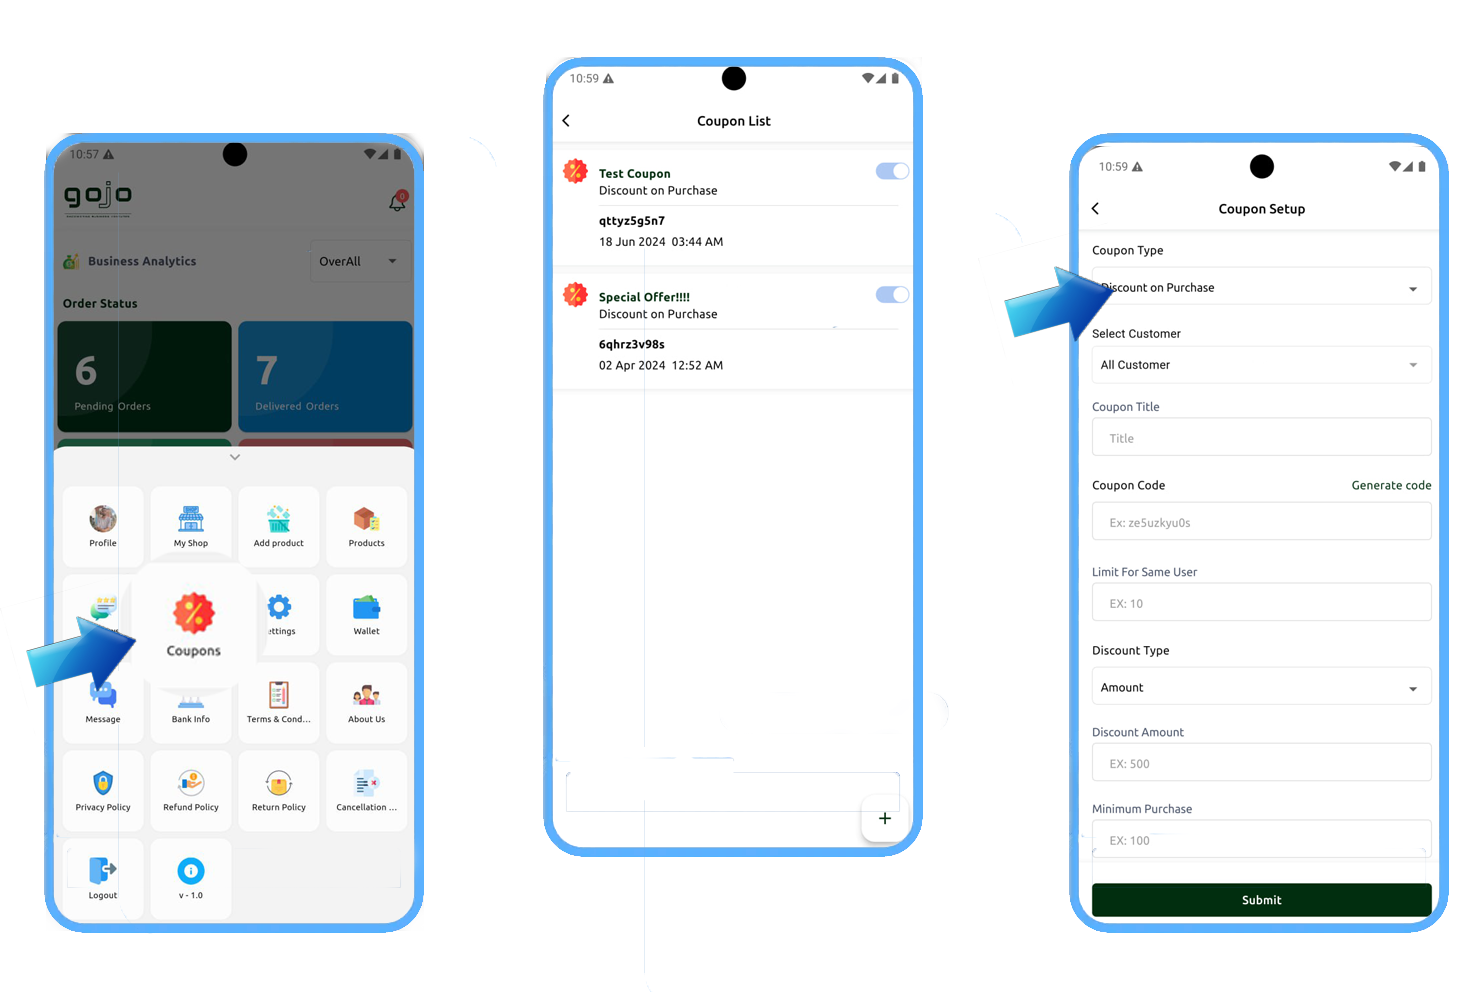 10:57
gojo
0
Business Analytics
OverAll
Order Status
6
Pending Orders
7
Delivered Orders
Profile
My Shop
Add product
Products
Coupons
ettings
Wallet
Message
Bank Info
Terms & Cond...
About Us
Privacy Policy
Refund Policy
Return Policy
Cancellation ...
Logout
v - 1.0
10:59
Coupon List
Test Coupon
Discount on Purchase
qttyz5g5n7
18 Jun 2024 03:44 AM
Special Offer!!!!
Discount on Purchase
6qhrz3v98s
02 Apr 2024 12:52 AM
+
10:59
Coupon Setup
Coupon Type
Discount on Purchase
Select Customer
All Customer
Coupon Title
Title
Coupon Code
Generate code
Ex: ze5uzkyu0s
Limit For Same User
EX: 10
Discount Type
Amount
Discount Amount
EX: 500
Minimum Purchase
EX: 100
Submit